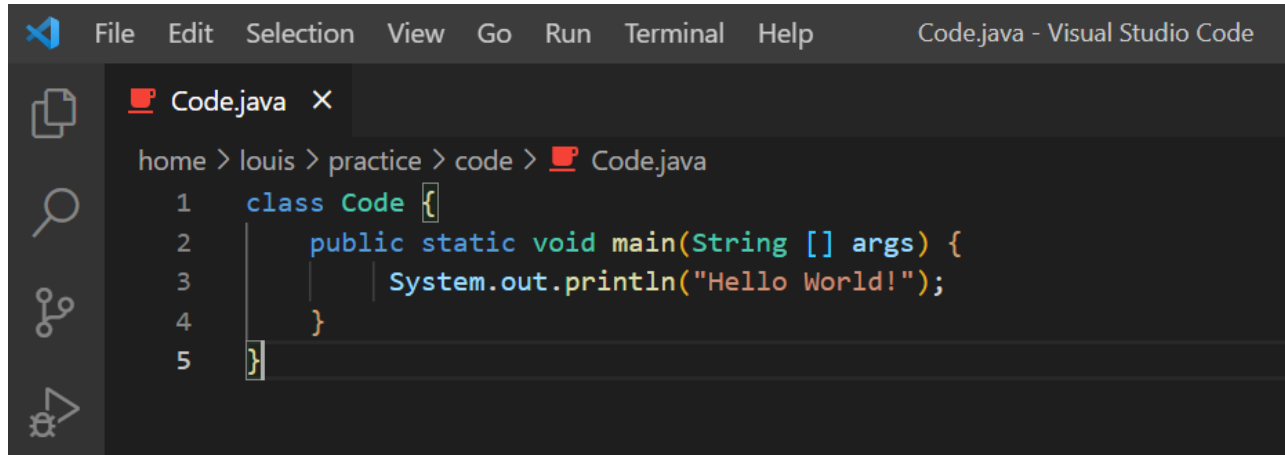 File Edit Selection View Go Run Terminal Help Code.java - Visual Studio Code
Code.java
home > louis > practice > code > Code.java
1 class Code {
2 public static void main(String [] args) {
3 System.out.println("Hello World!");
4 }
5 }